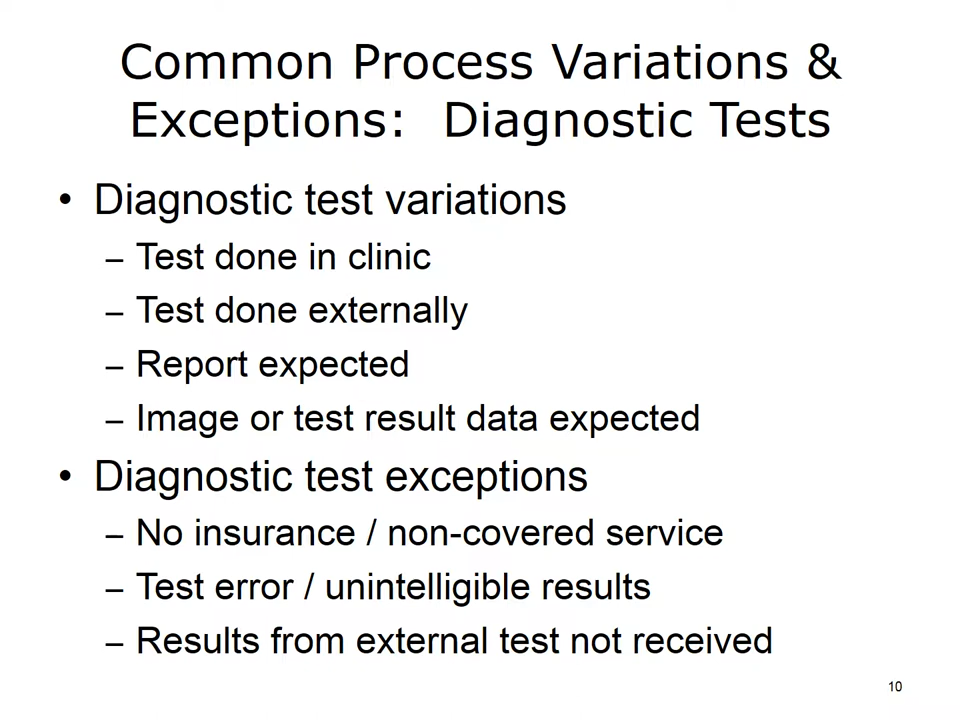 Common Process Variations &
Exceptions:  Diagnostic Tests
• Diagnostic test variations
– Test done in clinic
– Test done externally
– Report expected
– Image or test result data expected
• Diagnostic test exceptions
– No insurance / non-covered service
– Test error / unintelligible results
– Results from external test not received
10